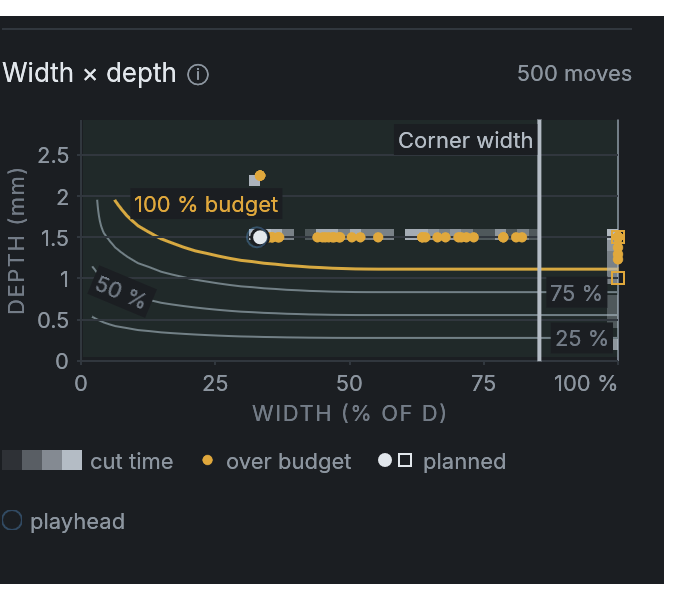 Width × depth
500 moves
Corner width
DEPTH (mm)
2.5
2
1.5
1
0.5
0
100 % budget
50 %
75 %
25 %
0
25
50
75
100 %
WIDTH (% OF D)
cut time
over budget
planned
playhead